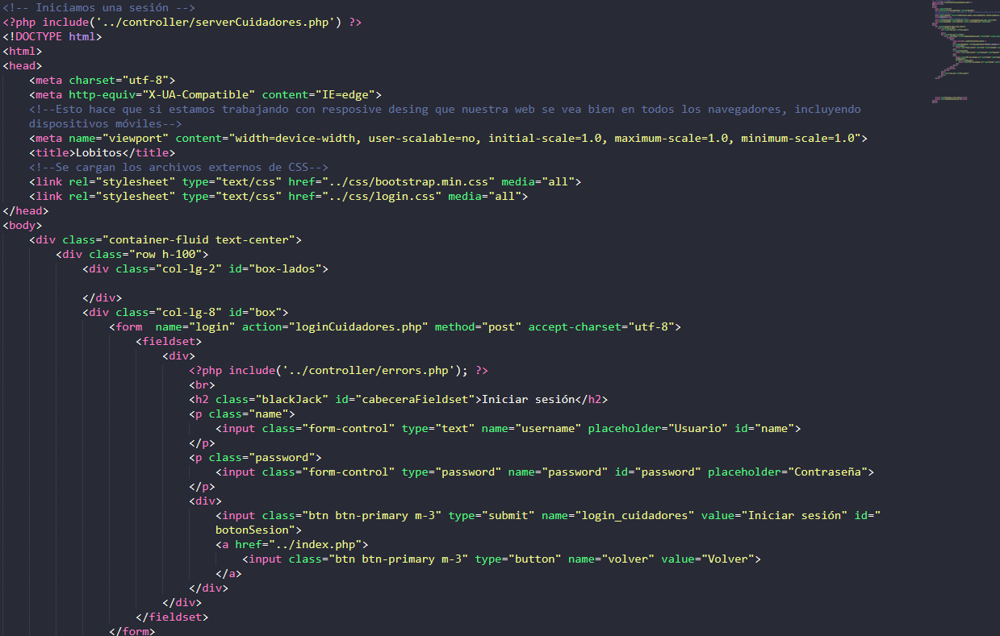 <!-- Iniciamos una sesión -->
<?php include('../controller/serverCuidadores.php') ?>
<!DOCTYPE html>
<html>
<head>
    <meta charset="utf-8">
    <meta http-equiv="X-UA-Compatible" content="IE=edge">
    <!--Esto hace que si estamos trabajando con resposive desing que nuestra web se vea bien en todos los navegadores, incluyendo
    dispositivos móviles-->
    <meta name="viewport" content="width=device-width, user-scalable=no, initial-scale=1.0, maximum-scale=1.0, minimum-scale=1.0">
    <title>Lobitos</title>
    <!--Se cargan los archivos externos de CSS-->
    <link rel="stylesheet" type="text/css" href="../css/bootstrap.min.css" media="all">
    <link rel="stylesheet" type="text/css" href="../css/login.css" media="all">
</head>
<body>
    <div class="container-fluid text-center">
        <div class="row h-100">
            <div class="col-lg-2" id="box-lados">

            </div>
            <div class="col-lg-8" id="box">
                <form  name="login" action="loginCuidadores.php" method="post" accept-charset="utf-8">
                    <fieldset>
                        <div>
                            <?php include('../controller/errors.php'); ?>
                            <br>
                            <h2 class="blackJack" id="cabeceraFieldset">Iniciar sesión</h2>
                            <p class="name">
                                <input class="form-control" type="text" name="username" placeholder="Usuario" id="name">
                            </p>
                            <p class="password">
                                <input class="form-control" type="password" name="password" id="password" placeholder="Contraseña">
                            </p>
                            <div>
                                <input class="btn btn-primary m-3" type="submit" name="login_cuidadores" value="Iniciar sesión" id="
                                botonSesion">
                                <a href="../index.php">
                                    <input class="btn btn-primary m-3" type="button" name="volver" value="Volver">
                                </a>
                            </div>
                        </div>
                    </fieldset>
                </form>